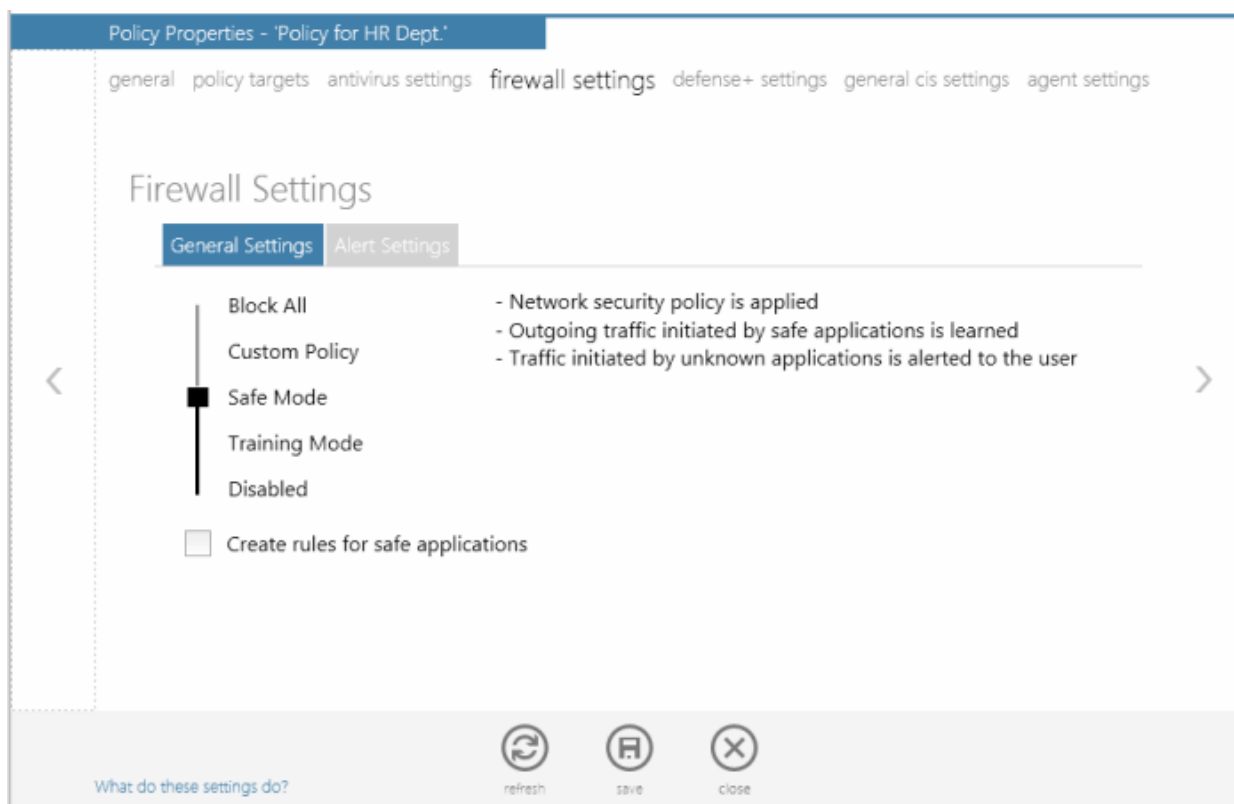 Policy Properties - 'Policy for HR Dept.'
general policy targets antivirus settings firewall settings defense+ settings general cis settings agent settings
Firewall Settings
General Settings Alert Settings
Block All
Custom Policy
Safe Mode
Training Mode
Disabled
- Network security policy is applied
- Outgoing traffic initiated by safe applications is learned
- Traffic initiated by unknown applications is alerted to the user
Create rules for safe applications
What do these settings do?
refresh save close